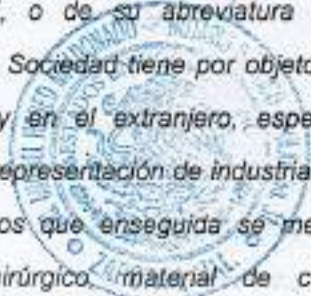 , o de su abreviatura
Sociedad tiene por objeto
y en el extranjero, espe
representación de industria
os que enseguida se me
uirúrgico, material de c